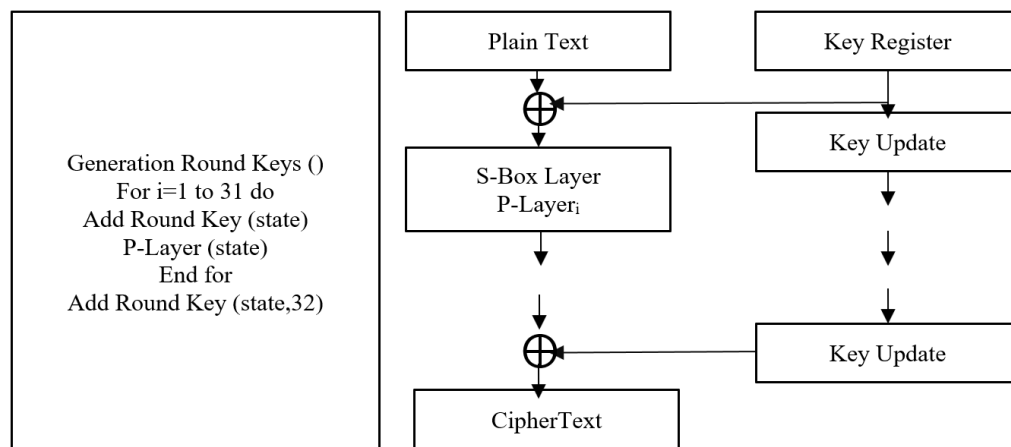 Generation Round Keys ()
For i=1 to 31 do
Add Round Key (state)
P-Layer (state)
End for
Add Round Key (state,32)
Plain Text
Key Register
Key Update
S-Box Layer
P-Layerᵢ
Key Update
CipherText